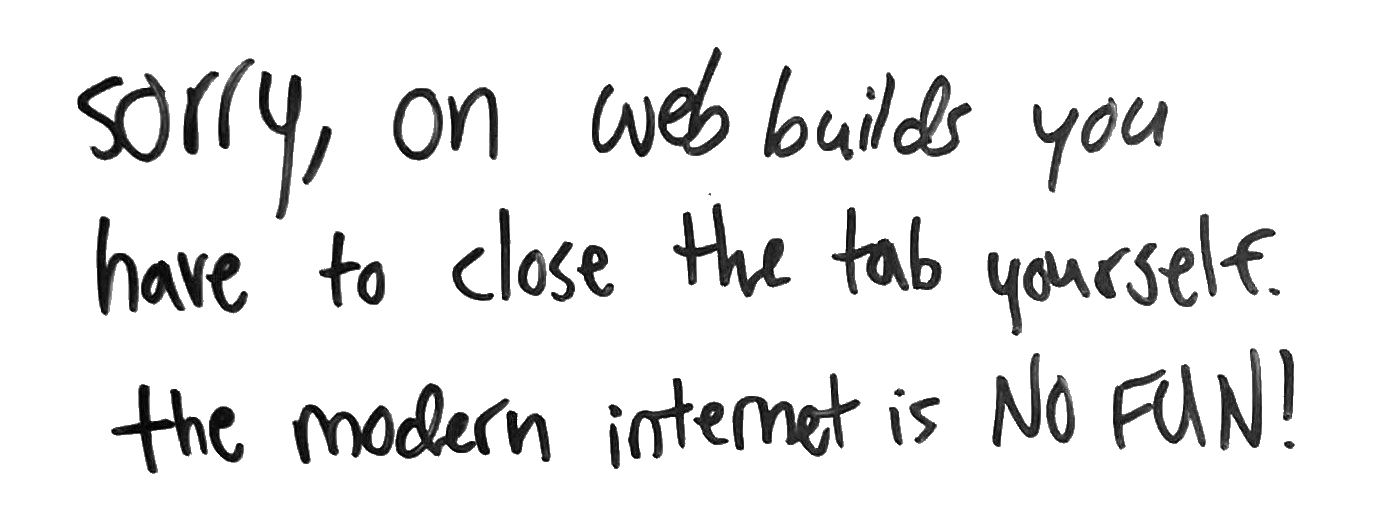 sorry, on web builds you
have to close the tab yourself.
the modern internet is NO FUN!